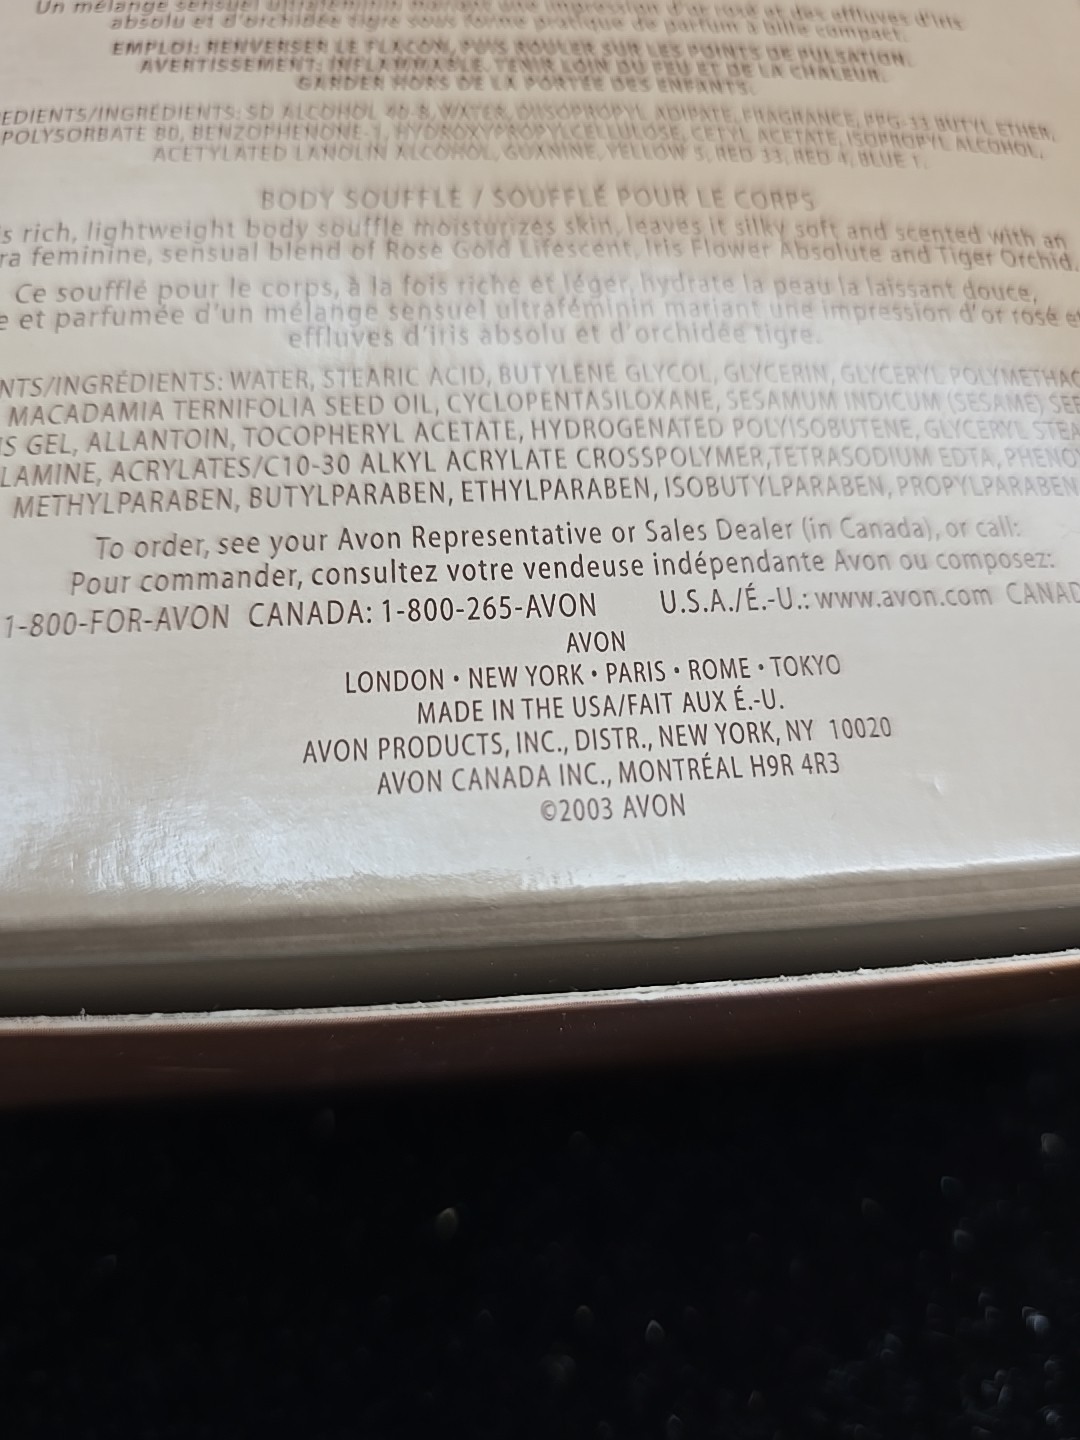 Un mélange sensuel ultraféminin mariant une impression d'or rosé et des effluves d'iris
absolu et d'orchidée tigre sous forme pratique de parfum à bille compact.
EMPLOI: RENVERSER LE FLACON, PUIS ROULER SUR LES POINTS DE PULSATION.
AVERTISSEMENT: INFLAMMABLE. TENIR LOIN DU FEU ET DE LA CHALEUR.
GARDER HORS DE LA PORTÉE DES ENFANTS.
EDIENTS/INGRÉDIENTS: SD ALCOHOL 40-B, WATER, DIISOPROPYL ADIPATE, FRAGRANCE, PPG-33 BUTYL ETHER,
POLYSORBATE 80, BENZOPHENONE-1, HYDROXYPROPYLCELLULOSE, CETYL ACETATE, ISOPROPYL ALCOHOL,
ACETYLATED LANOLIN ALCOHOL, GUANINE, YELLOW 5, RED 33, RED 4, BLUE 1.
BODY SOUFFLE / SOUFFLÉ POUR LE CORPS
s rich, lightweight body souffle moisturizes skin, leaves it silky soft and scented with an
ra feminine, sensual blend of Rose Gold Lifescent, Iris Flower Absolute and Tiger Orchid.
Ce soufflé pour le corps, à la fois riche et léger, hydrate la peau la laissant douce,
e et parfumée d'un mélange sensuel ultraféminin mariant une impression d'or rosé et
effluves d'iris absolu et d'orchidée tigre.
NTS/INGRÉDIENTS: WATER, STEARIC ACID, BUTYLENE GLYCOL, GLYCERIN, GLYCERYL POLYMETHAC
MACADAMIA TERNIFOLIA SEED OIL, CYCLOPENTASILOXANE, SESAMUM INDICUM (SESAME) SEE
IS GEL, ALLANTOIN, TOCOPHERYL ACETATE, HYDROGENATED POLYISOBUTENE, GLYCERYL STEA
LAMINE, ACRYLATES/C10-30 ALKYL ACRYLATE CROSSPOLYMER,TETRASODIUM EDTA, PHENOY
METHYLPARABEN, BUTYLPARABEN, ETHYLPARABEN, ISOBUTYLPARABEN, PROPYLPARABEN
To order, see your Avon Representative or Sales Dealer (in Canada), or call:
Pour commander, consultez votre vendeuse indépendante Avon ou composez:
1-800-FOR-AVON CANADA: 1-800-265-AVON U.S.A./É.-U.: www.avon.com CANAD
AVON
LONDON • NEW YORK • PARIS • ROME • TOKYO
MADE IN THE USA/FAIT AUX É.-U.
AVON PRODUCTS, INC., DISTR., NEW YORK, NY 10020
AVON CANADA INC., MONTRÉAL H9R 4R3
©2003 AVON